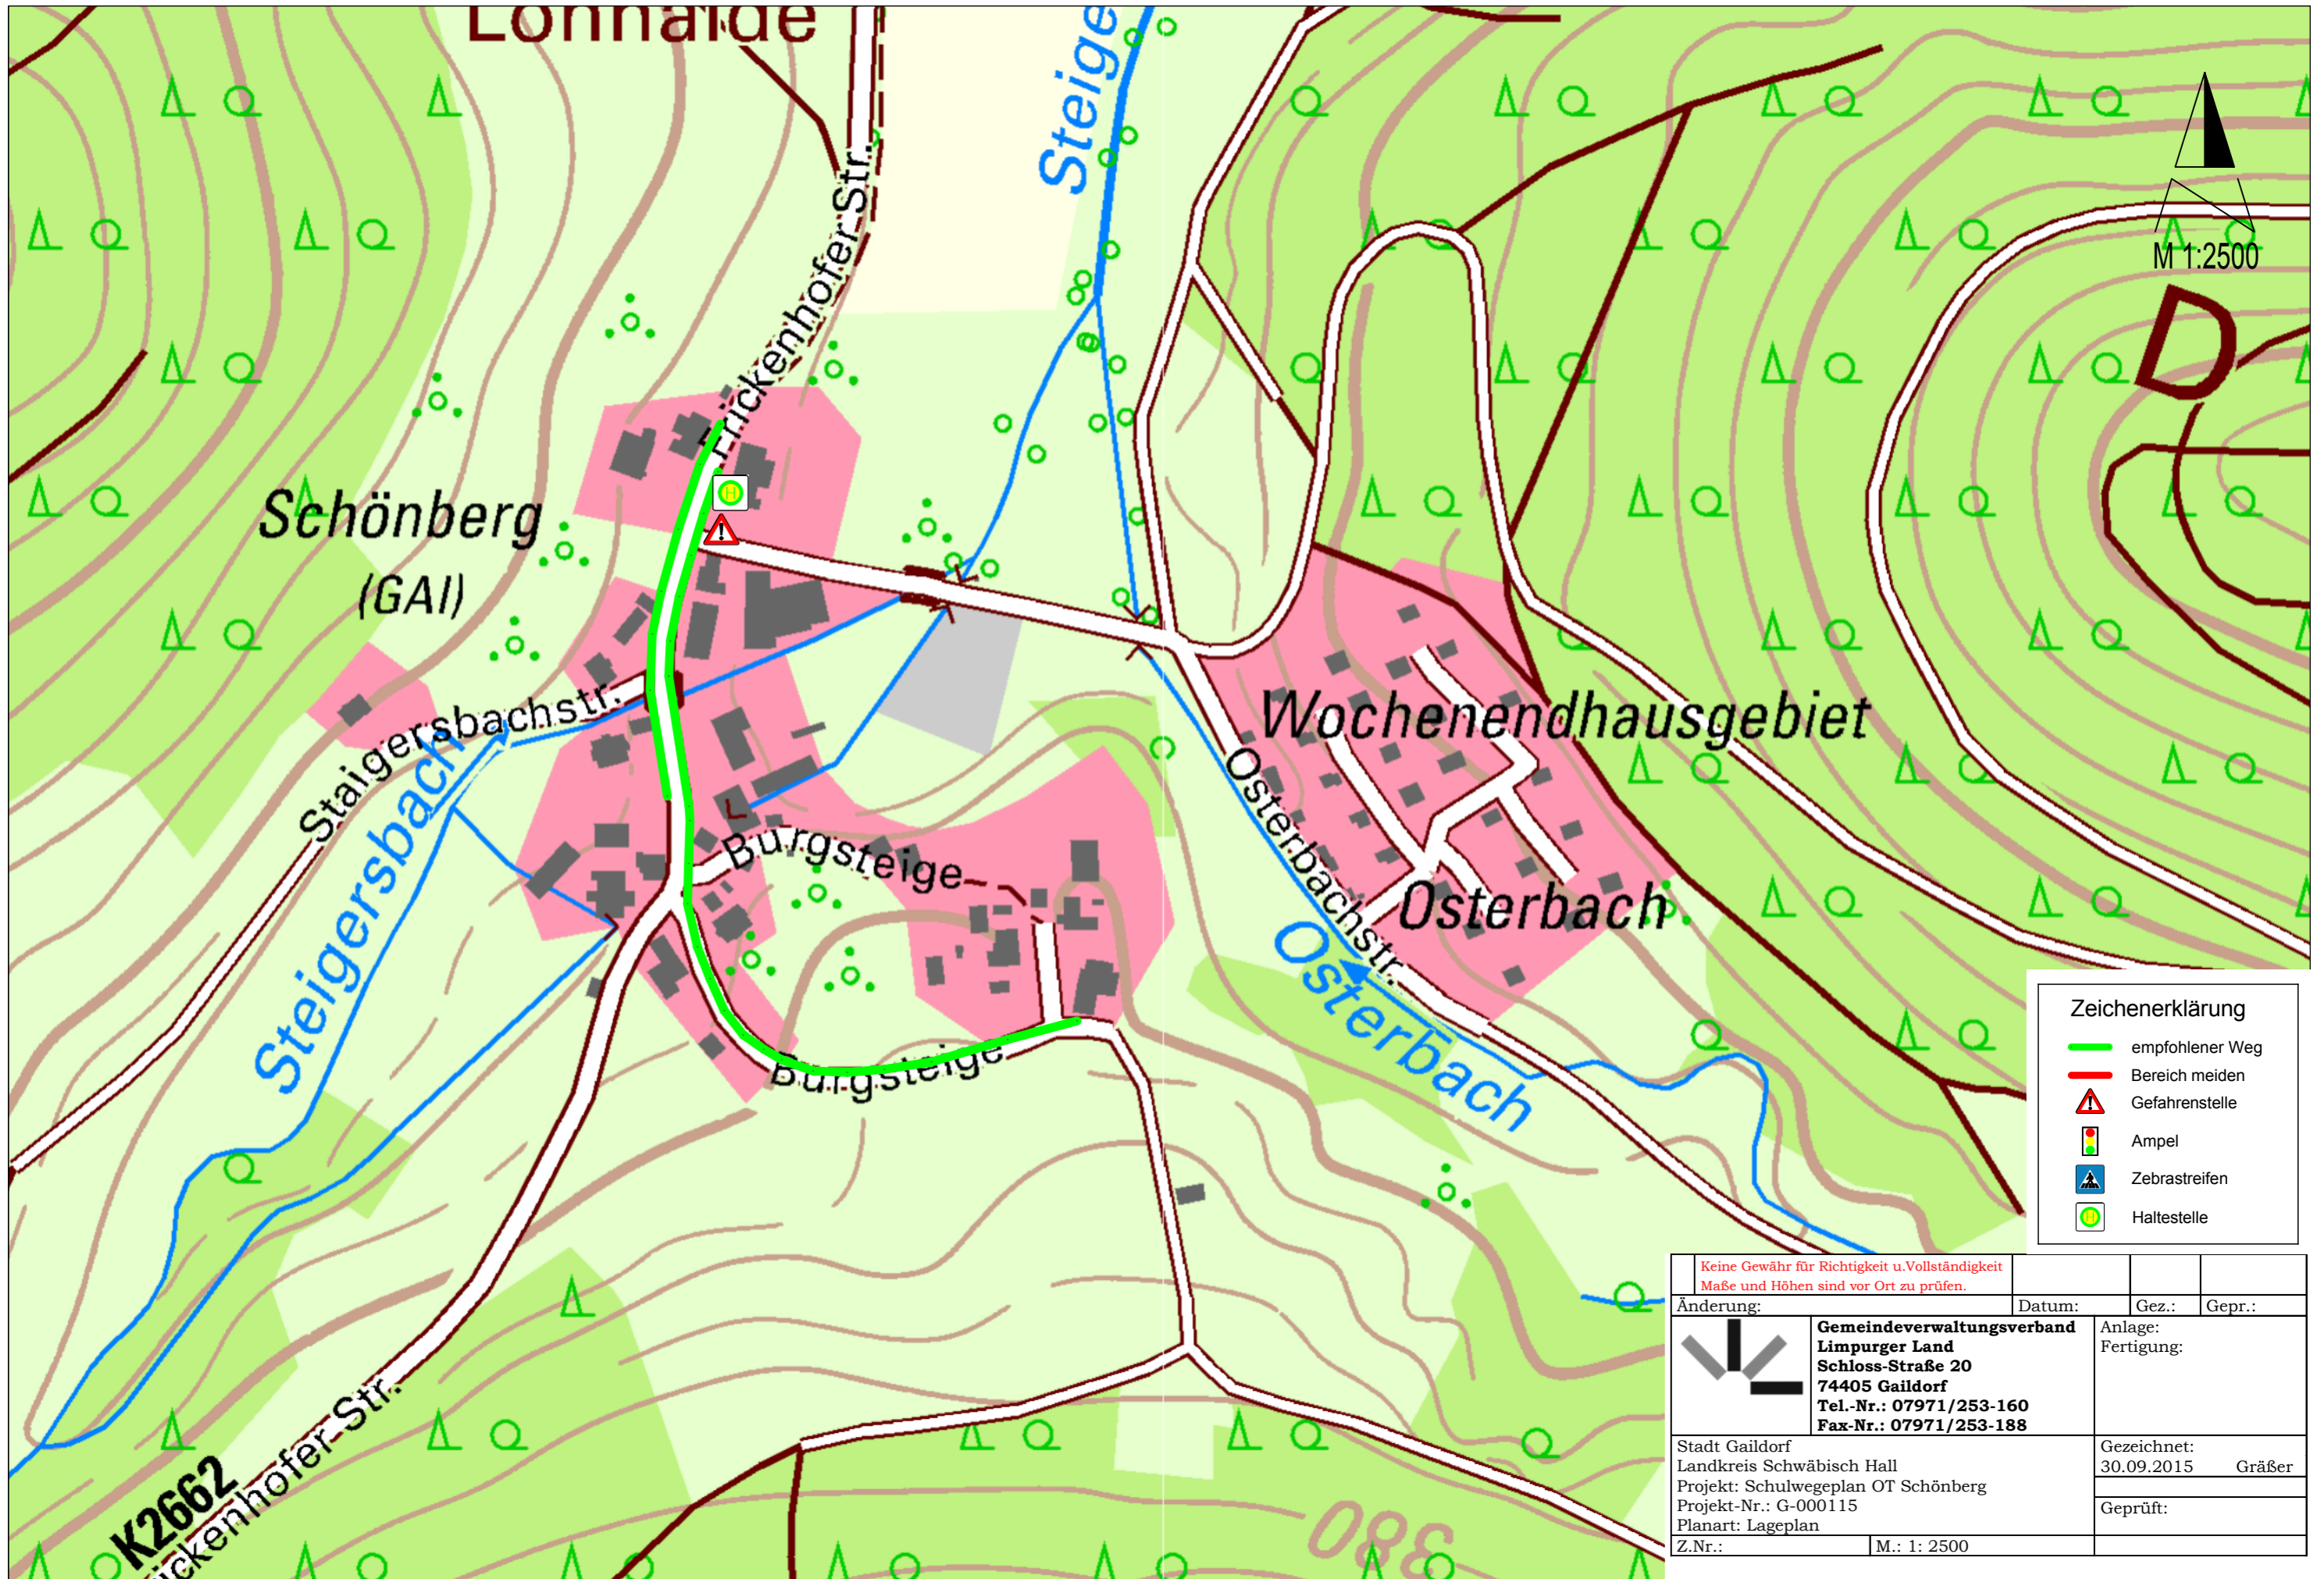 Lohhalde
Steige
Frickenhofer Str.
M 1:2500
D
H
Schönberg
(GAI)
Staigersbachstr.
Steigersbach
Wochenendhausgebiet
Osterbachstr.
Burgsteige
Osterbach
Osterbach
Burgsteige
K2662
ickenhofer Str.
380
Zeichenerklärung
empfohlener Weg
Bereich meiden
Gefahrenstelle
Ampel
Zebrastreifen
H Haltestelle
Keine Gewähr für Richtigkeit u.Vollständigkeit
Maße und Höhen sind vor Ort zu prüfen.
Änderung: Datum: Gez.: Gepr.:
Gemeindeverwaltungsverband
Limpurger Land
Schloss-Straße 20
74405 Gaildorf
Tel.-Nr.: 07971/253-160
Fax-Nr.: 07971/253-188
Anlage:
Fertigung:
Stadt Gaildorf
Landkreis Schwäbisch Hall
Projekt: Schulwegeplan OT Schönberg
Projekt-Nr.: G-000115
Planart: Lageplan
Gezeichnet:
30.09.2015 Gräßer
Geprüft:
Z.Nr.: M.: 1: 2500